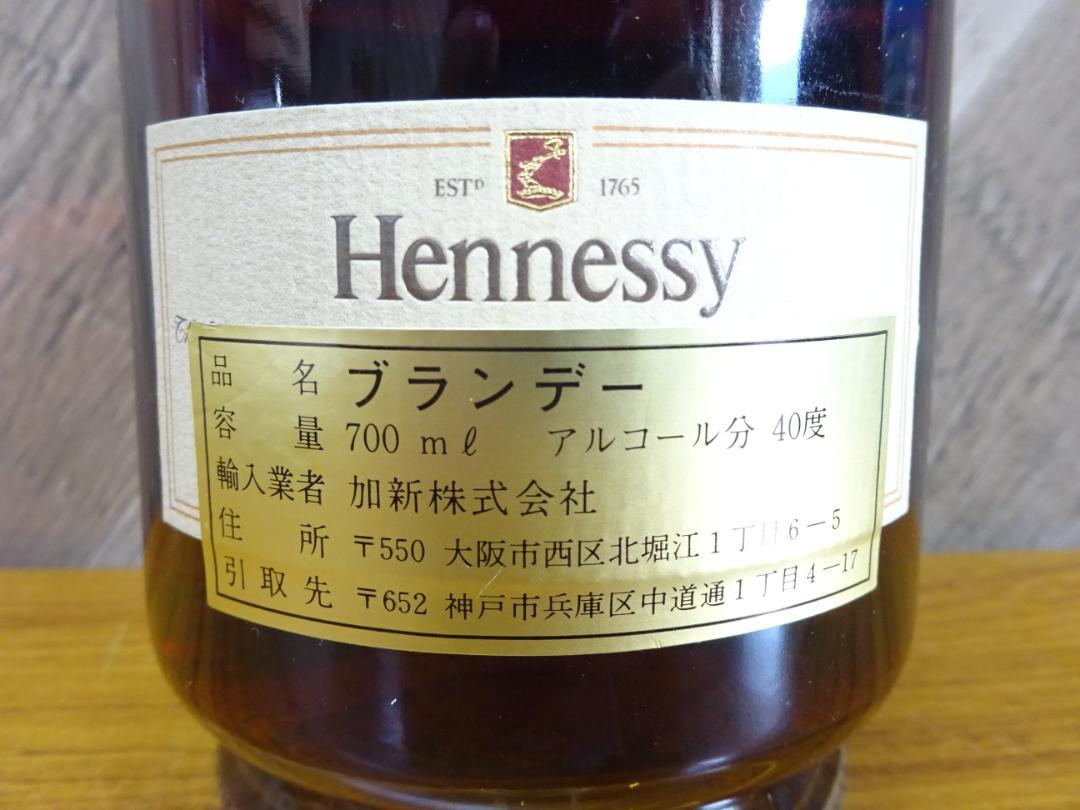 ESTᴰ 1765
Hennessy
品名 ブランデー
容量 700 mℓ アルコール分 40度
輸入業者 加新株式会社
住所 〒550 大阪市西区北堀江1丁目6－5
引取先 〒652 神戸市兵庫区中道通1丁目4－17